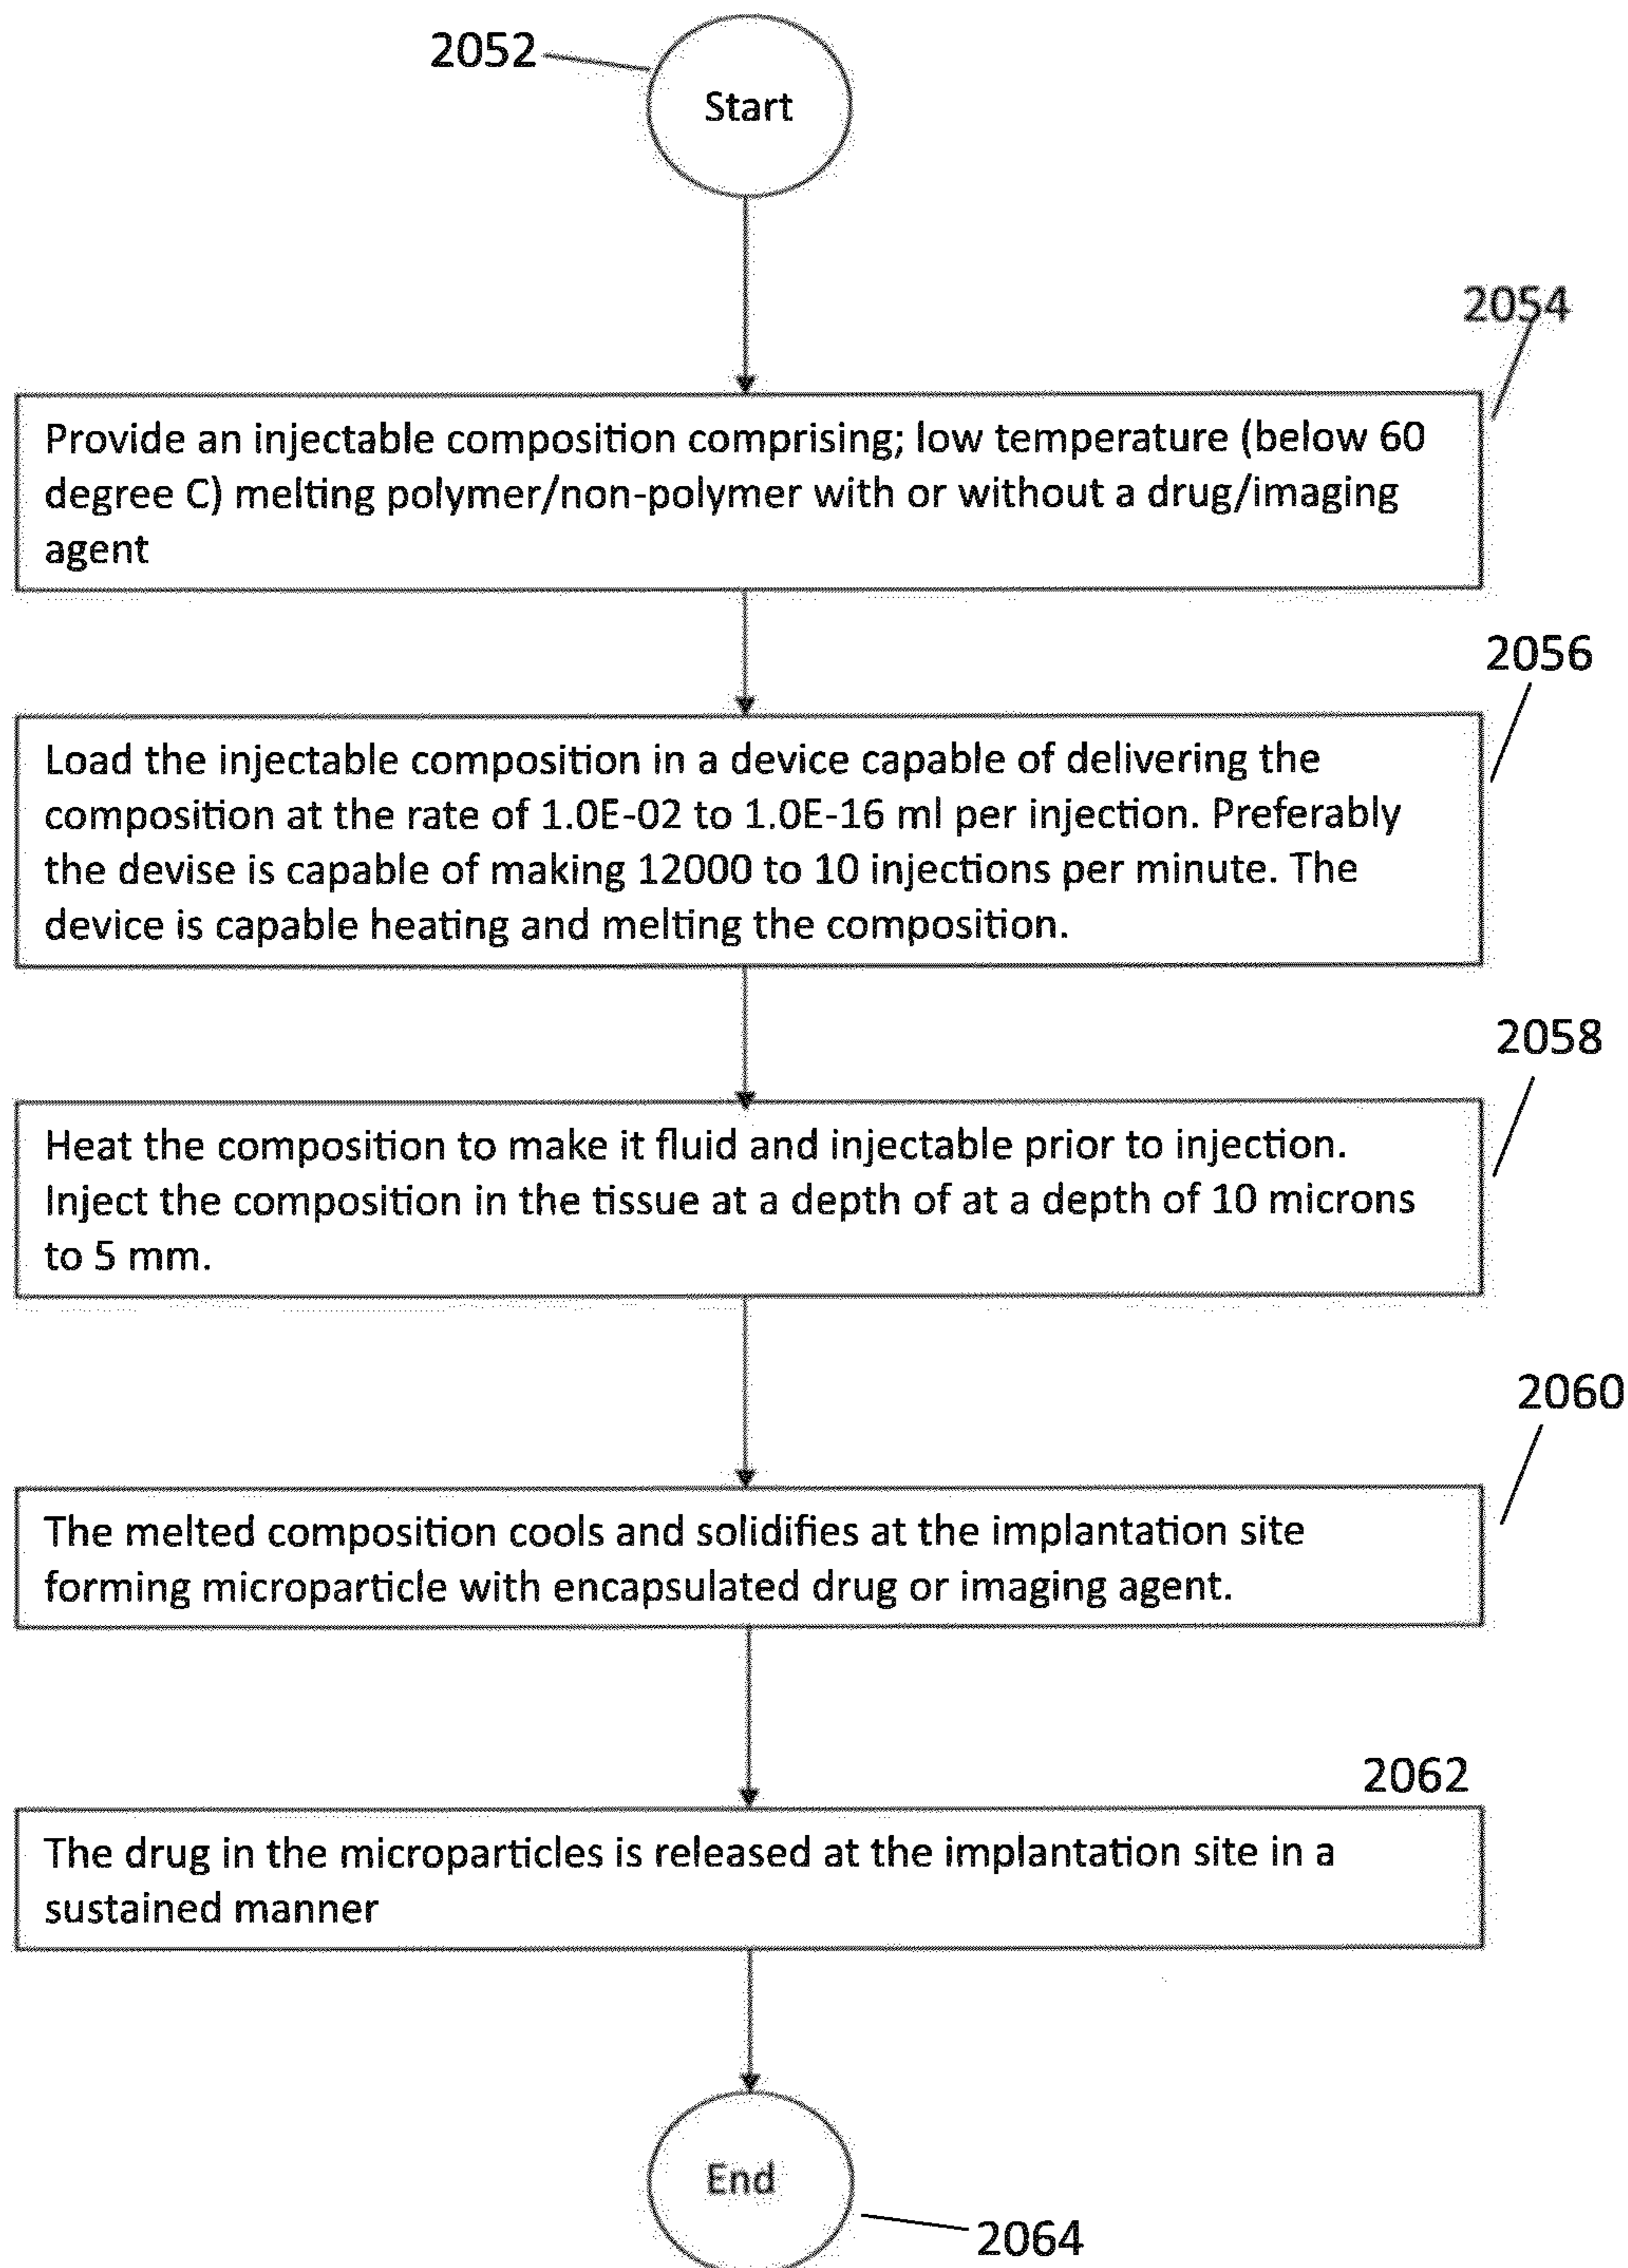 2052
Start
2054
Provide an injectable composition comprising; low temperature (below 60
degree C) melting polymer/non-polymer with or without a drug/imaging
agent
2056
Load the injectable composition in a device capable of delivering the
composition at the rate of 1.0E-02 to 1.0E-16 ml per injection. Preferably
the devise is capable of making 12000 to 10 injections per minute. The
device is capable heating and melting the composition.
2058
Heat the composition to make it fluid and injectable prior to injection.
Inject the composition in the tissue at a depth of at a depth of 10 microns
to 5 mm.
2060
The melted composition cools and solidifies at the implantation site
forming microparticle with encapsulated drug or imaging agent.
2062
The drug in the microparticles is released at the implantation site in a
sustained manner
End
2064